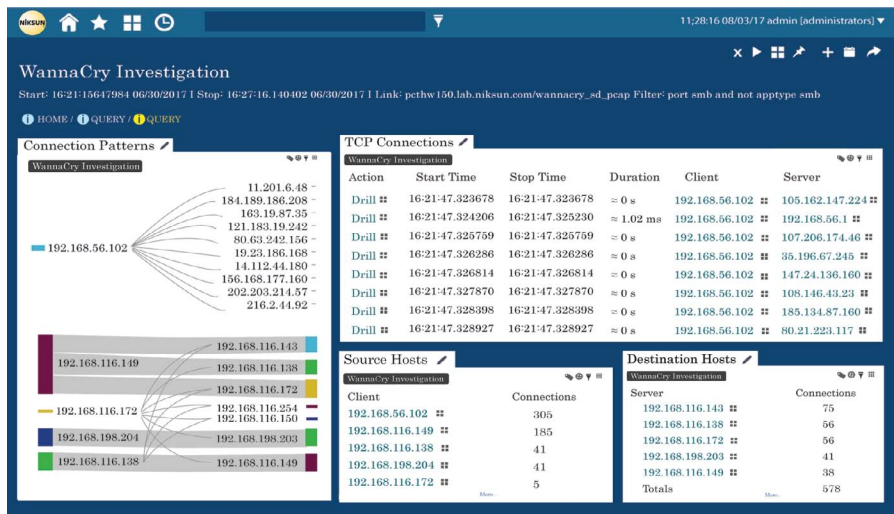 NIKSUN
11;28:16 08/03/17 admin [administrators]
WannaCry Investigation
Start: 16:21:15647984 06/30/2017 I Stop: 16:27:16.140402 06/30/2017 I Link: pcthw150.lab.niksun.com/wannacry_sd_pcap Filter: port smb and not apptype smb
HOME / QUERY / QUERY
Connection Patterns
WannaCry Investigation
11.201.6.48
184.189.186.208
163.19.87.35
121.183.19.242
80.63.242.156
192.168.56.102
19.23.186.168
14.112.44.180
156.168.177.160
202.203.214.57
216.2.44.92
192.168.116.143
192.168.116.149
192.168.116.138
192.168.116.172
192.168.116.172
192.168.116.254
192.168.116.150
192.168.198.204
192.168.198.203
192.168.116.138
192.168.116.149
TCP Connections
WannaCry Investigation
Action Start Time Stop Time Duration Client Server
Drill 16:21:47.323678 16:21:47.323678 ≈ 0 s 192.168.56.102 105.162.147.224
Drill 16:21:47.324206 16:21:47.325230 ≈ 1.02 ms 192.168.56.102 192.168.56.1
Drill 16:21:47.325759 16:21:47.325759 ≈ 0 s 192.168.56.102 107.206.174.46
Drill 16:21:47.326286 16:21:47.326286 ≈ 0 s 192.168.56.102 35.196.67.245
Drill 16:21:47.326814 16:21:47.326814 ≈ 0 s 192.168.56.102 147.24.136.160
Drill 16:21:47.327870 16:21:47.327870 ≈ 0 s 192.168.56.102 108.146.43.23
Drill 16:21:47.328398 16:21:47.328398 ≈ 0 s 192.168.56.102 185.134.87.160
Drill 16:21:47.328927 16:21:47.328927 ≈ 0 s 192.168.56.102 80.21.223.117
Source Hosts
WannaCry Investigation
Client Connections
192.168.56.102 305
192.168.116.149 185
192.168.116.138 41
192.168.198.204 41
192.168.116.172 5
More..
Destination Hosts
WannaCry Investigation
Server Connections
192.168.116.143 75
192.168.116.138 56
192.168.116.172 56
192.168.198.203 41
192.168.116.149 38
Totals 578
More..